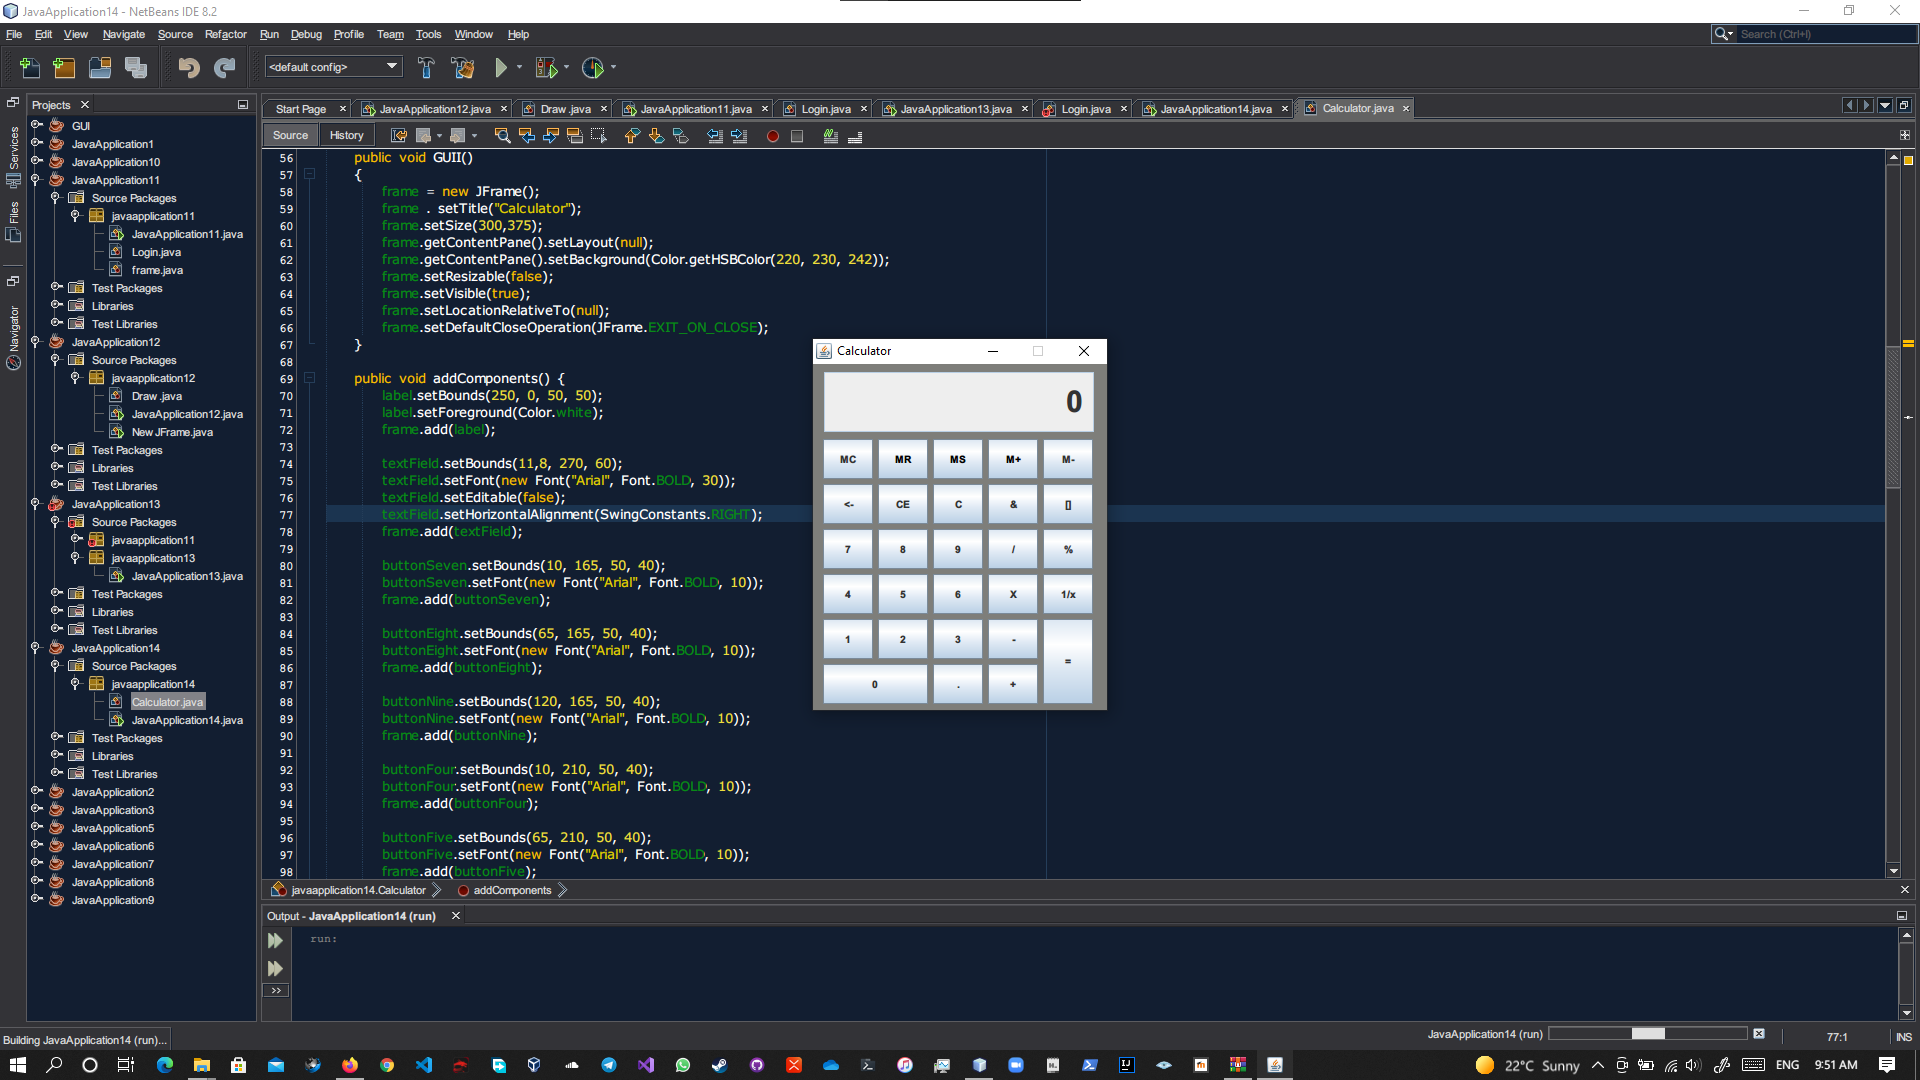 JavaApplication14 - NetBeans IDE 8.2
File Edit View Navigate Source Refactor Run Debug Profile Team Tools Window Help
Search (Ctrl+I)
<default config>
Projects
Start Page JavaApplication12.java Draw .java JavaApplication11.java Login.java JavaApplication13.java Login.java JavaApplication14.java Calculator.java
Source History
Services
Files
Navigator
GUI
JavaApplication1
JavaApplication10
JavaApplication11
Source Packages
javaapplication11
JavaApplication11.java
Login.java
frame.java
Test Packages
Libraries
Test Libraries
JavaApplication12
Source Packages
javaapplication12
Draw .java
JavaApplication12.java
New JFrame.java
Test Packages
Libraries
Test Libraries
JavaApplication13
Source Packages
javaapplication11
javaapplication13
JavaApplication13.java
Test Packages
Libraries
Test Libraries
JavaApplication14
Source Packages
javaapplication14
Calculator.java
JavaApplication14.java
Test Packages
Libraries
Test Libraries
JavaApplication2
JavaApplication3
JavaApplication5
JavaApplication6
JavaApplication7
JavaApplication8
JavaApplication9
56 public void GUII()
57 {
58 frame = new JFrame();
59 frame . setTitle("Calculator");
60 frame.setSize(300,375);
61 frame.getContentPane().setLayout(null);
62 frame.getContentPane().setBackground(Color.getHSBColor(220, 230, 242));
63 frame.setResizable(false);
64 frame.setVisible(true);
65 frame.setLocationRelativeTo(null);
66 frame.setDefaultCloseOperation(JFrame.EXIT_ON_CLOSE);
67 }
68
69 public void addComponents() {
70 label.setBounds(250, 0, 50, 50);
71 label.setForeground(Color.white);
72 frame.add(label);
73
74 textField.setBounds(11,8, 270, 60);
75 textField.setFont(new Font("Arial", Font.BOLD, 30));
76 textField.setEditable(false);
77 textField.setHorizontalAlignment(SwingConstants.RIGHT);
78 frame.add(textField);
79
80 buttonSeven.setBounds(10, 165, 50, 40);
81 buttonSeven.setFont(new Font("Arial", Font.BOLD, 10));
82 frame.add(buttonSeven);
83
84 buttonEight.setBounds(65, 165, 50, 40);
85 buttonEight.setFont(new Font("Arial", Font.BOLD, 10));
86 frame.add(buttonEight);
87
88 buttonNine.setBounds(120, 165, 50, 40);
89 buttonNine.setFont(new Font("Arial", Font.BOLD, 10));
90 frame.add(buttonNine);
91
92 buttonFour.setBounds(10, 210, 50, 40);
93 buttonFour.setFont(new Font("Arial", Font.BOLD, 10));
94 frame.add(buttonFour);
95
96 buttonFive.setBounds(65, 210, 50, 40);
97 buttonFive.setFont(new Font("Arial", Font.BOLD, 10));
98 frame.add(buttonFive);
Calculator
0
MC MR MS M+ M-
<- CE C & []
7 8 9 / %
4 5 6 X 1/x
1 2 3 - =
0 . +
javaapplication14.Calculator addComponents
Output - JavaApplication14 (run)
run:
Building JavaApplication14 (run)...
JavaApplication14 (run)
77:1
INS
22°C Sunny
ENG
9:51 AM